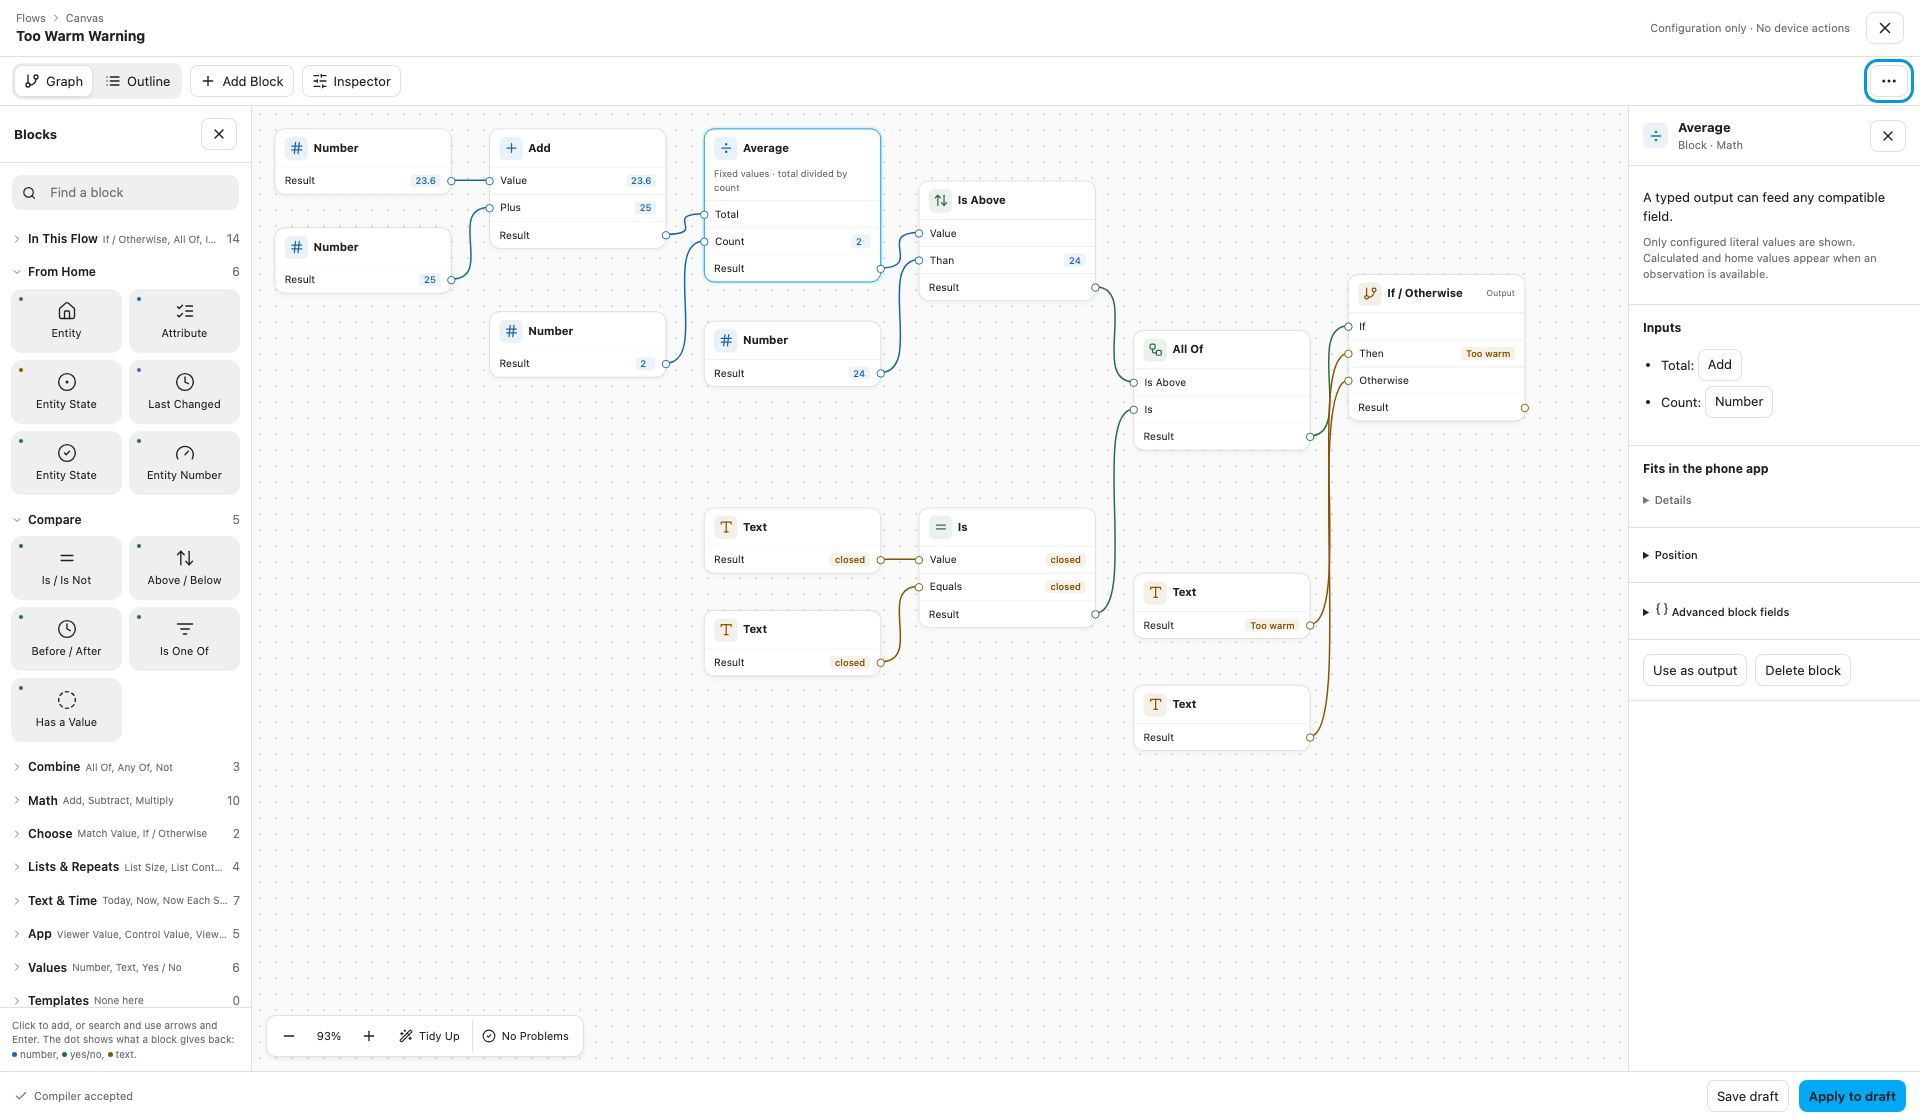 Flows > Canvas
Too Warm Warning
Configuration only · No device actions
Graph
Outline
Add Block
Inspector
Blocks
Find a block
In This Flow If / Otherwise, All Of, I... 14
From Home 6
Entity
Attribute
Entity State
Last Changed
Entity State
Entity Number
Compare 5
Is / Is Not
Above / Below
Before / After
Is One Of
Has a Value
Combine All Of, Any Of, Not 3
Math Add, Subtract, Multiply 10
Choose Match Value, If / Otherwise 2
Lists & Repeats List Size, List Cont... 4
Text & Time Today, Now, Now Each S... 7
App Viewer Value, Control Value, View... 5
Values Number, Text, Yes / No 6
Templates None here 0
Click to add, or search and use arrows and
Enter. The dot shows what a block gives back:
number, yes/no, text.
Number
Result 23.6
Number
Result 25
Add
Value 23.6
Plus 25
Result
Number
Result 2
Average
Fixed values · total divided by
count
Total
Count 2
Result
Number
Result 24
Is Above
Value
Than 24
Result
Text
Result closed
Text
Result closed
Is
Value closed
Equals closed
Result
All Of
Is Above
Is
Result
Text
Result Too warm
Text
Result
If / Otherwise Output
If
Then Too warm
Otherwise
Result
93%
Tidy Up
No Problems
Average
Block · Math
A typed output can feed any compatible
field.
Only configured literal values are shown.
Calculated and home values appear when an
observation is available.
Inputs
Total: Add
Count: Number
Fits in the phone app
Details
Position
{} Advanced block fields
Use as output
Delete block
Compiler accepted
Save draft
Apply to draft